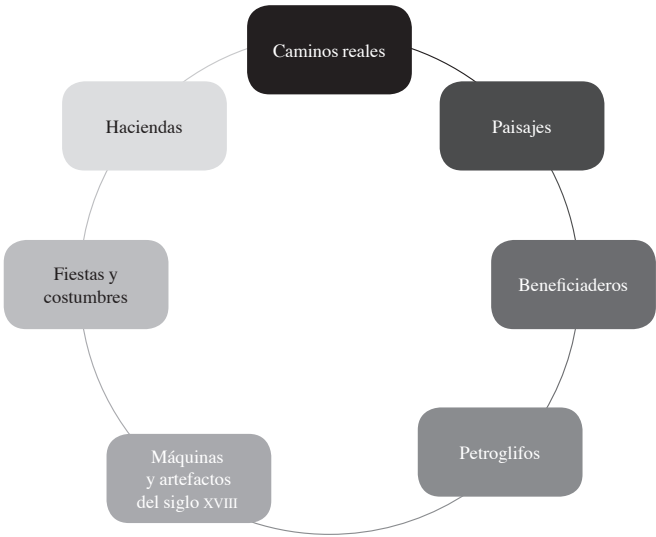 Caminos reales
Paisajes
Beneficiaderos
Petroglifos
Máquinas
y artefactos
del siglo XVIII
Fiestas y
costumbres
Haciendas